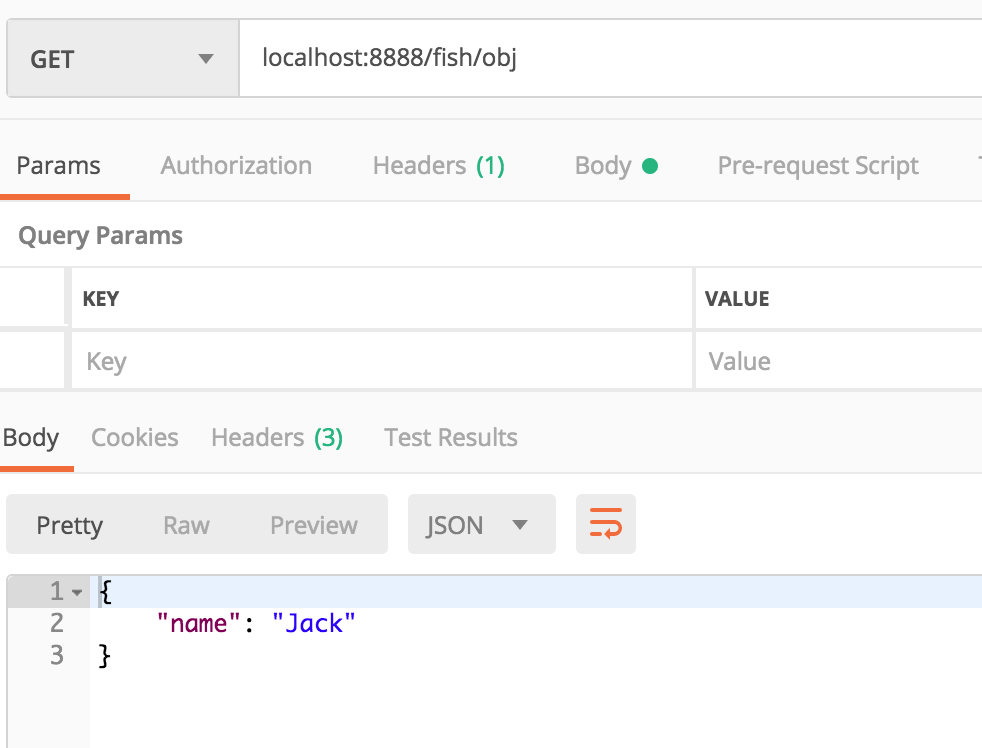 GET localhost:8888/fish/obj
Params Authorization Headers (1) Body Pre-request Script
Query Params
KEY VALUE
Key Value
Body Cookies Headers (3) Test Results
Pretty Raw Preview JSON
1 {
2 "name": "Jack"
3 }